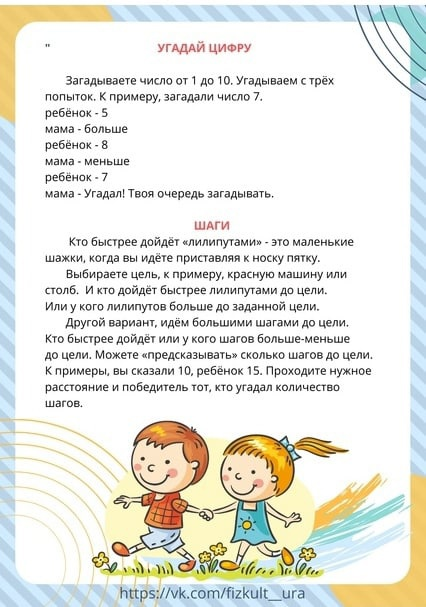 " УГАДАЙ ЦИФРУ
Загадываете число от 1 до 10. Угадываем с трёх
попыток. К примеру, загадали число 7.
ребёнок - 5
мама - больше
ребёнок - 8
мама - меньше
ребёнок - 7
мама - Угадал! Твоя очередь загадывать.
ШАГИ
Кто быстрее дойдёт «лилипутами» - это маленькие
шажки, когда вы идёте приставляя к носку пятку.
Выбираете цель, к примеру, красную машину или
столб. И кто дойдёт быстрее лилипутами до цели.
Или у кого лилипутов больше до заданной цели.
Другой вариант, идём большими шагами до цели.
Кто быстрее дойдёт или у кого шагов больше-меньше
до цели. Можете «предсказывать» сколько шагов до цели.
К примеры, вы сказали 10, ребёнок 15. Проходите нужное
расстояние и победитель тот, кто угадал количество
шагов.
https://vk.com/fizkult__ura